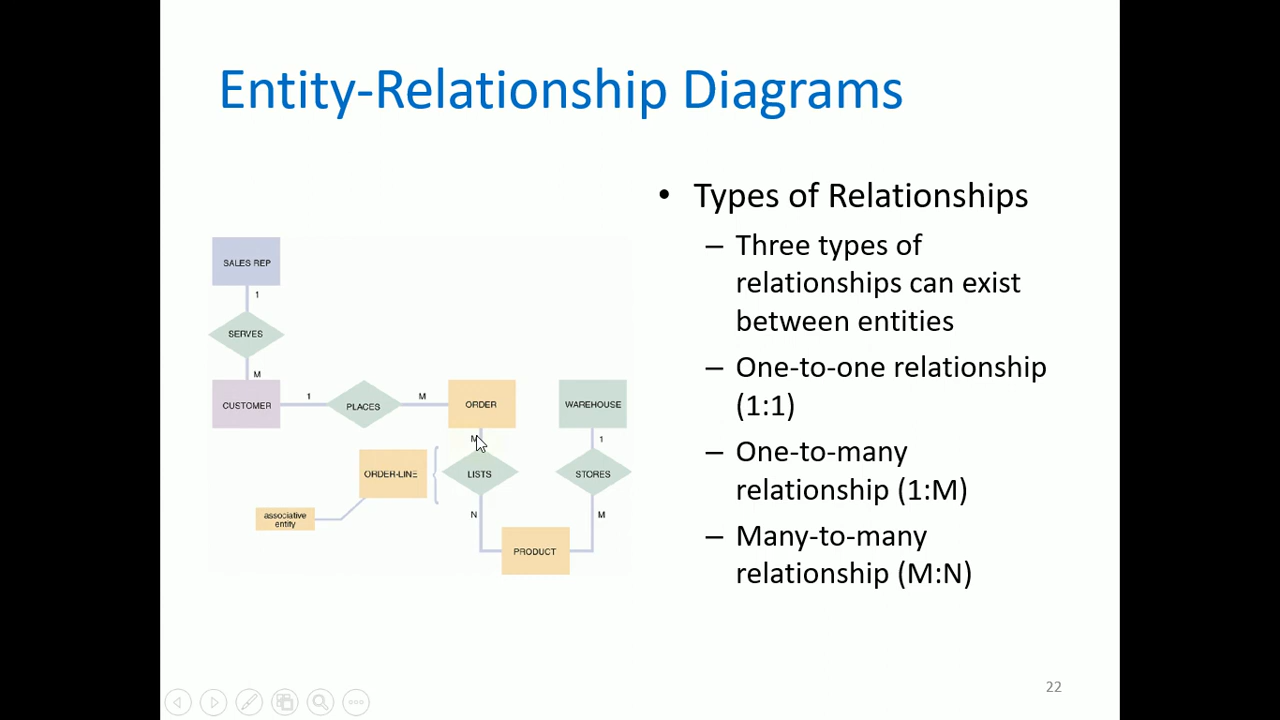 Entity-Relationship Diagrams
• Types of Relationships
– Three types of
relationships can exist
between entities
– One-to-one relationship
(1:1)
– One-to-many
relationship (1:M)
– Many-to-many
relationship (M:N)
SALES REP
1
SERVES
M
CUSTOMER
1
PLACES
M
ORDER
WAREHOUSE
M
1
ORDER-LINE
LISTS
STORES
associative
entity
N
M
PRODUCT
22